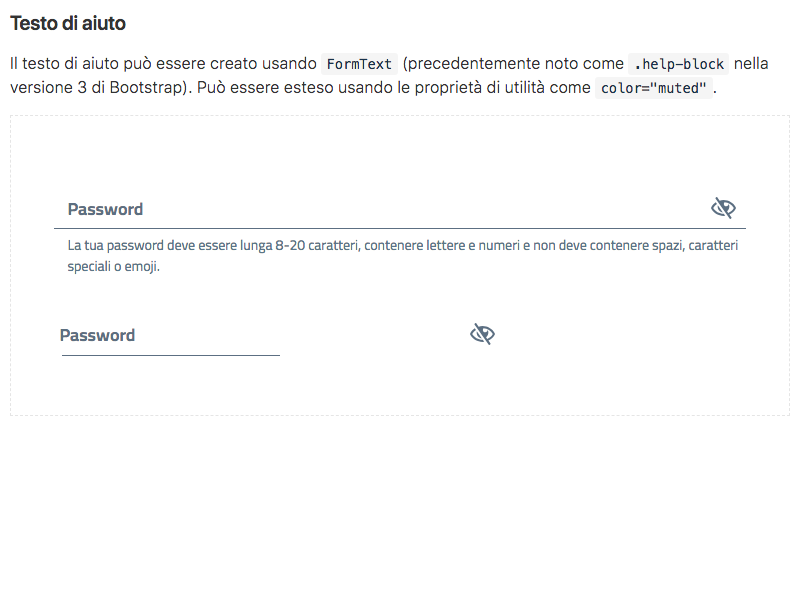 Testo di aiuto
Il testo di aiuto può essere creato usando FormText (precedentemente noto come .help-block nella
versione 3 di Bootstrap). Può essere esteso usando le proprietà di utilità come color="muted" .
Password
La tua password deve essere lunga 8-20 caratteri, contenere lettere e numeri e non deve contenere spazi, caratteri
speciali o emoji.
Password